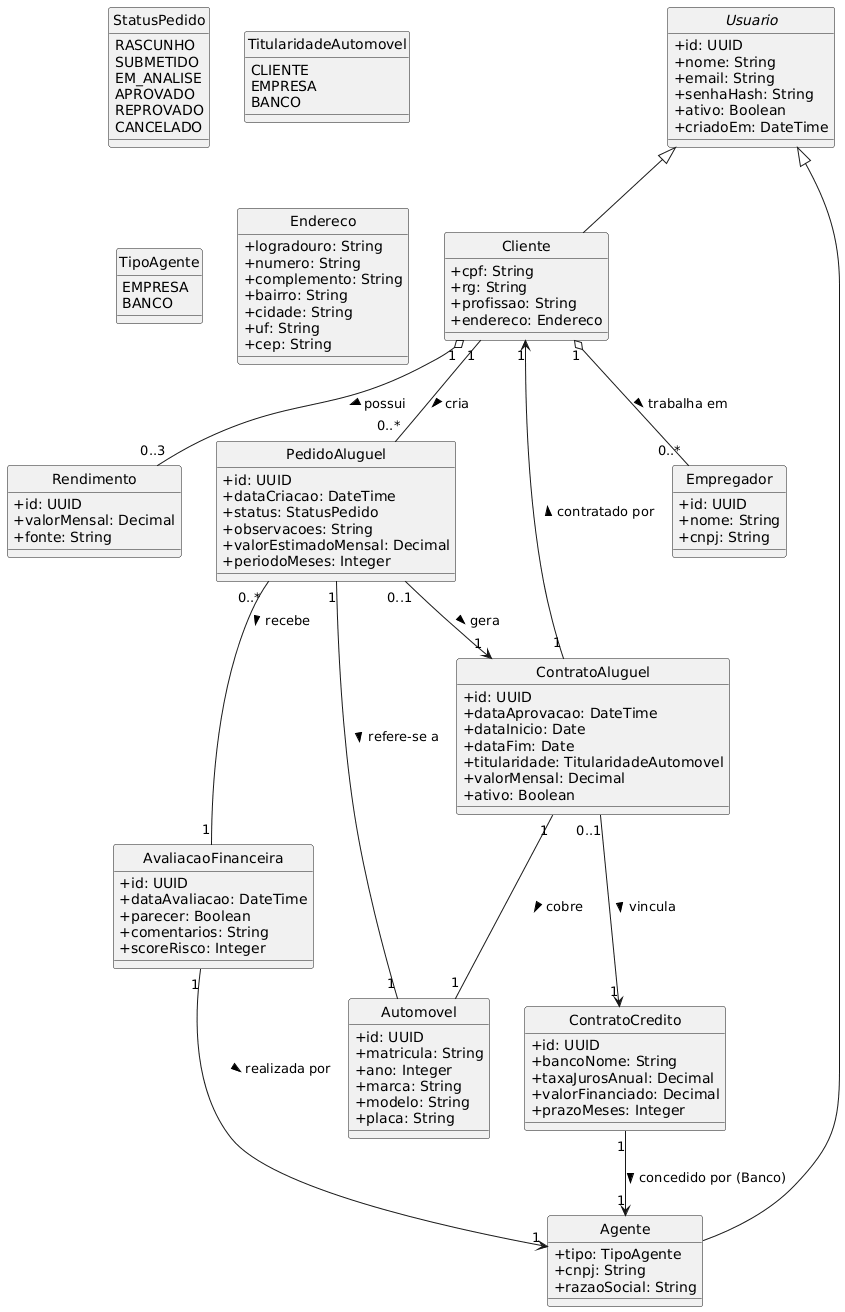 StatusPedido
RASCUNHO
SUBMETIDO
EM_ANALISE
APROVADO
REPROVADO
CANCELADO
TitularidadeAutomovel
CLIENTE
EMPRESA
BANCO
Usuario
+id: UUID
+nome: String
+email: String
+senhaHash: String
+ativo: Boolean
+criadoEm: DateTime
TipoAgente
EMPRESA
BANCO
Endereco
+logradouro: String
+numero: String
+complemento: String
+bairro: String
+cidade: String
+uf: String
+cep: String
Cliente
+cpf: String
+rg: String
+profissao: String
+endereco: Endereco
1
1
1
1
possui
cria
trabalha em
0..3
0..*
0..*
Rendimento
+id: UUID
+valorMensal: Decimal
+fonte: String
PedidoAluguel
+id: UUID
+dataCriacao: DateTime
+status: StatusPedido
+observacoes: String
+valorEstimadoMensal: Decimal
+periodoMeses: Integer
contratado por
Empregador
+id: UUID
+nome: String
+cnpj: String
0..*
1
0..1
recebe
gera
1
1
ContratoAluguel
+id: UUID
+dataAprovacao: DateTime
+dataInicio: Date
+dataFim: Date
+titularidade: TitularidadeAutomovel
+valorMensal: Decimal
+ativo: Boolean
refere-se a
1
1
0..1
AvaliacaoFinanceira
+id: UUID
+dataAvaliacao: DateTime
+parecer: Boolean
+comentarios: String
+scoreRisco: Integer
cobre
vincula
1
1
1
1
Automovel
+id: UUID
+matricula: String
+ano: Integer
+marca: String
+modelo: String
+placa: String
ContratoCredito
+id: UUID
+bancoNome: String
+taxaJurosAnual: Decimal
+valorFinanciado: Decimal
+prazoMeses: Integer
realizada por
1
concedido por (Banco)
1
1
Agente
+tipo: TipoAgente
+cnpj: String
+razaoSocial: String